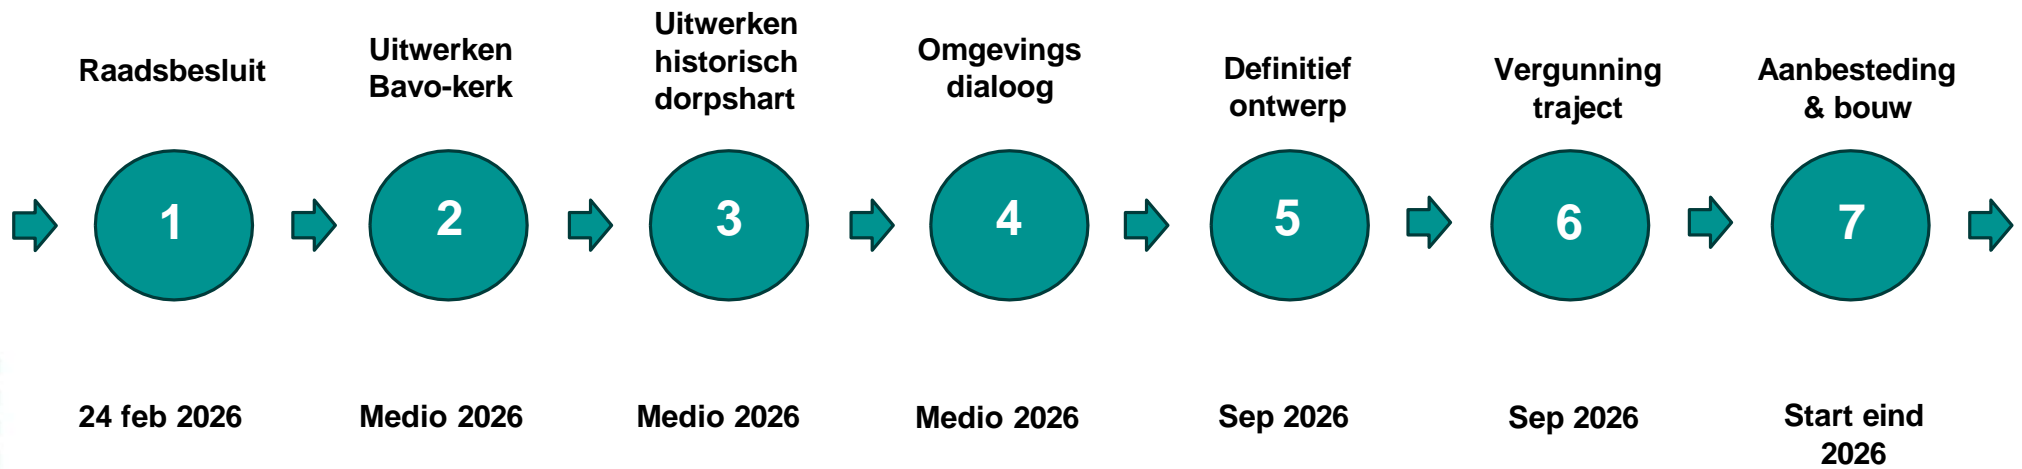 Raadsbesluit
Uitwerken
Bavo-kerk
Uitwerken
historisch
dorpshart
Omgevings
dialoog
Definitief
ontwerp
Vergunning
traject
Aanbesteding
& bouw
1
2
3
4
5
6
7
24 feb 2026
Medio 2026
Medio 2026
Medio 2026
Sep 2026
Sep 2026
Start eind
2026